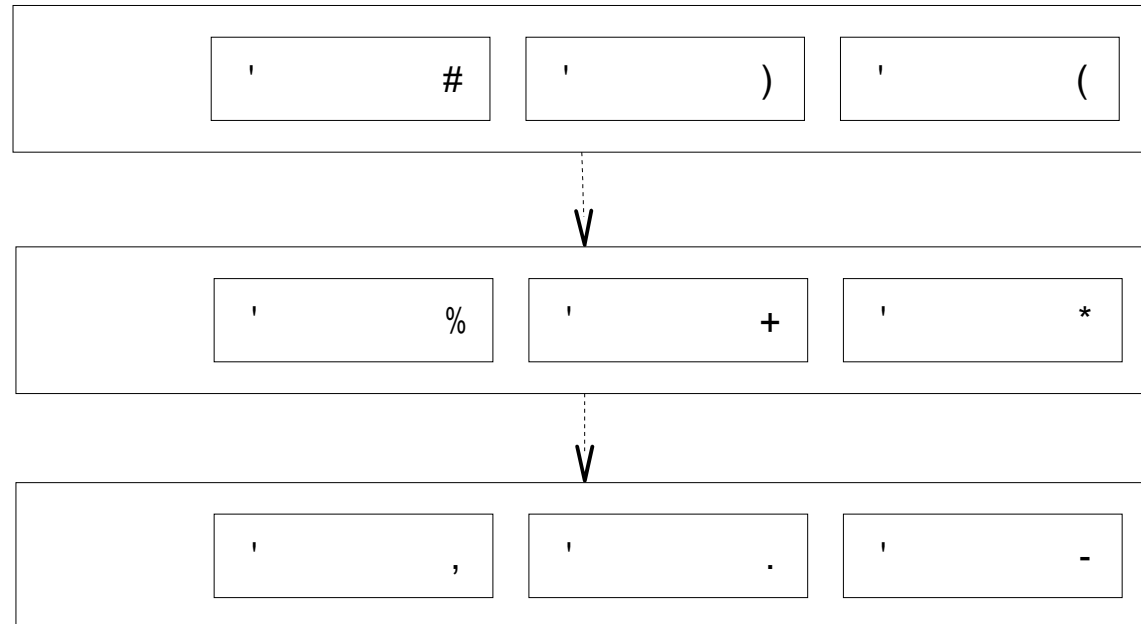 ' # ' ) ' (
' % ' + ' *
' , ' . ' -